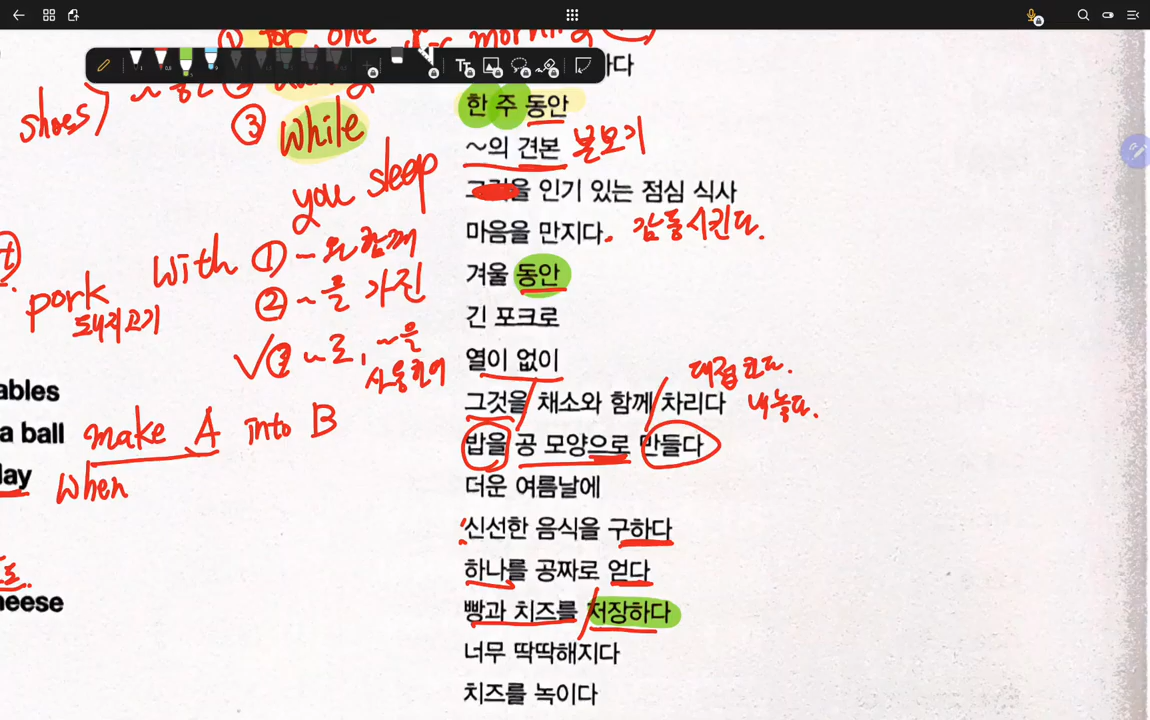 ① for one morning
하다
shoes)
③ while
한 주 동안
you sleep
~의 견본 본보기
을 인기 있는 점심 식사
마음을 만지다. 감동시킨다.
with ① ~와 함께
겨울 동안
pork
돼지고기
② ~을 가진
긴 포크로
③ ~로, ~을
사용하여
열이 없이
대접한다.
그것을 채소와 함께 차리다 내놓다.
ables
a ball make A into B
밥을 공 모양으로 만들다
lay when
더운 여름날에
신선한 음식을 구하다
하나를 공짜로 얻다
heese
빵과 치즈를 저장하다
너무 딱딱해지다
치즈를 녹이다